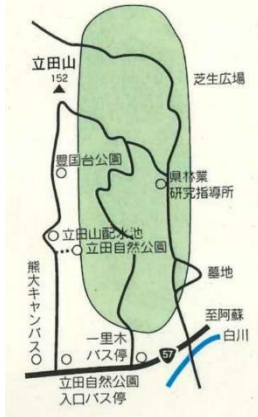 立田山
152
芝生広場
豊国台公園
県林業
研究指導所
立田山配水池
立田自然公園
墓地
熊大キャンバス
一里木
バス停
至阿蘇
57
白川
立田自然公園
入口バス停